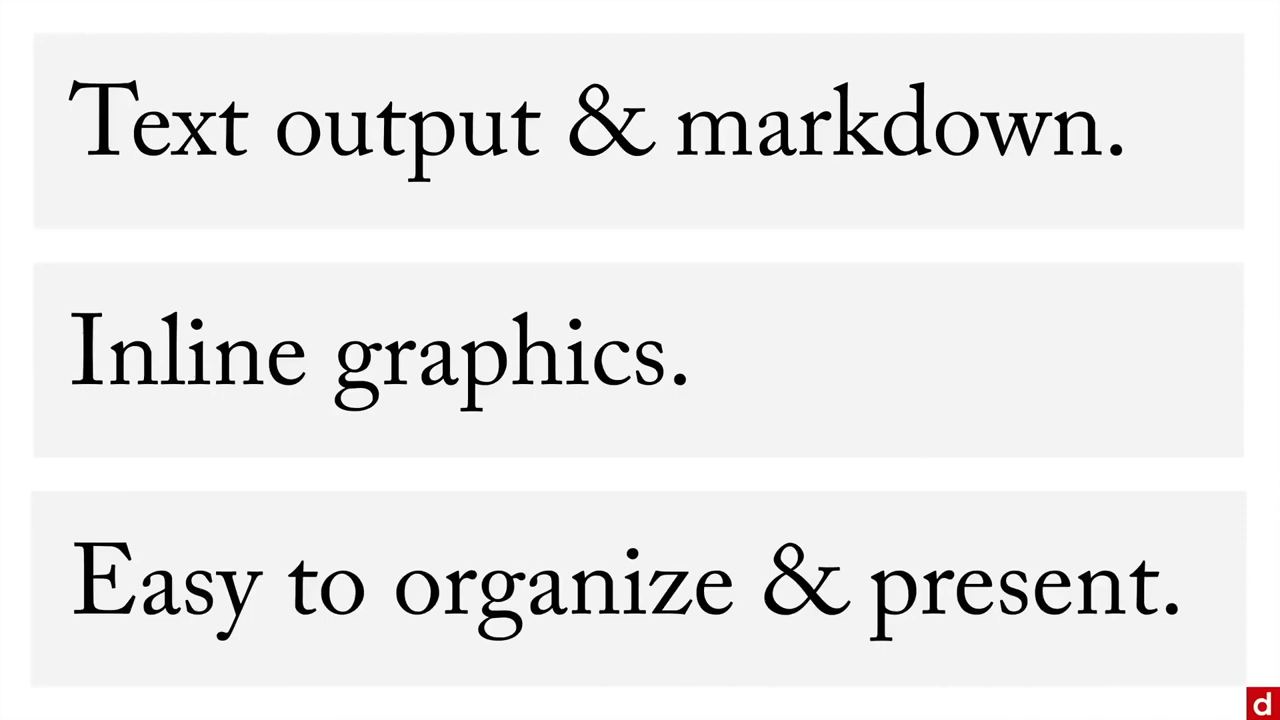 Text output & markdown.
Inline graphics.
Easy to organize & present.
d